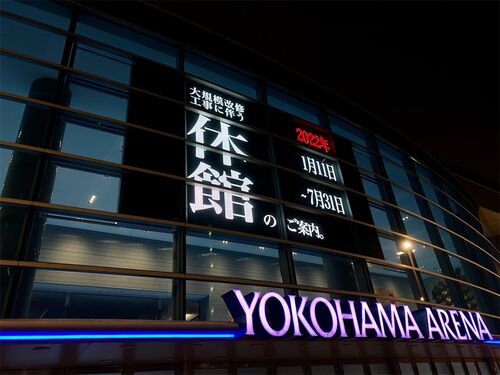 大規模改修
工事に伴う
休館の
2022年
1月11日
~7月31日
ご案内。
YOKOHAMA ARENA